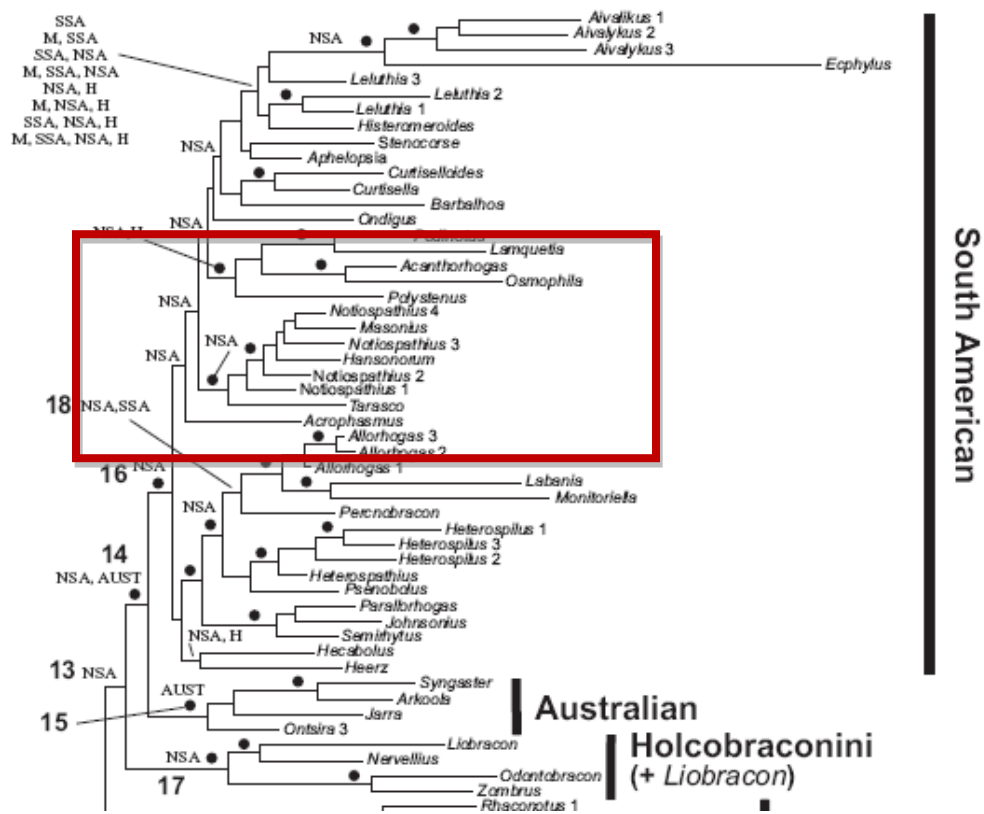 SSA
M, SSA
SSA, NSA
M, SSA, NSA
NSA, H
M, NSA, H
SSA, NSA, H
M, SSA, NSA, H
NSA
Aivalikus 1
Aivalykus 2
Aivalykus 3
Ecphylus
Leluthia 3
Leluthia 2
Leluthia 1
Histeromeroides
NSA
Stenocorse
Aphelopsia
Curtiselloides
Curtisella
Barbalhoa
NSA
Ondigus
NSA, H
Lamquetia
Acanthorhogas
Osmophila
Polystenus
NSA
Notiospathius 4
Masonius
NSA
Notiospathius 3
NSA
Hansonorum
Notiospathius 2
Notiospathius 1
18 NSA,SSA
Tarasco
Acrophasmus
Allorhogas 3
Allorhogas 2
16 NSA
Allorhogas 1
Labania
Monitoriella
NSA
Percnobracon
Heterospilus 1
Heterospilus 3
14
Heterospilus 2
NSA, AUST
Heterospathius
Psenobolus
Parallorhogas
Johnsonius
NSA, H
Semirhytus
Hecabolus
13 NSA
Heerz
South American
AUST
Syngaster
Arkoola
15
Jarra
Ontsira 3
Australian
NSA
Liobracon
Nervellius
17
Odontobracon
Zombrus
Holcobraconini
(+ Liobracon)
Rhaconotus 1